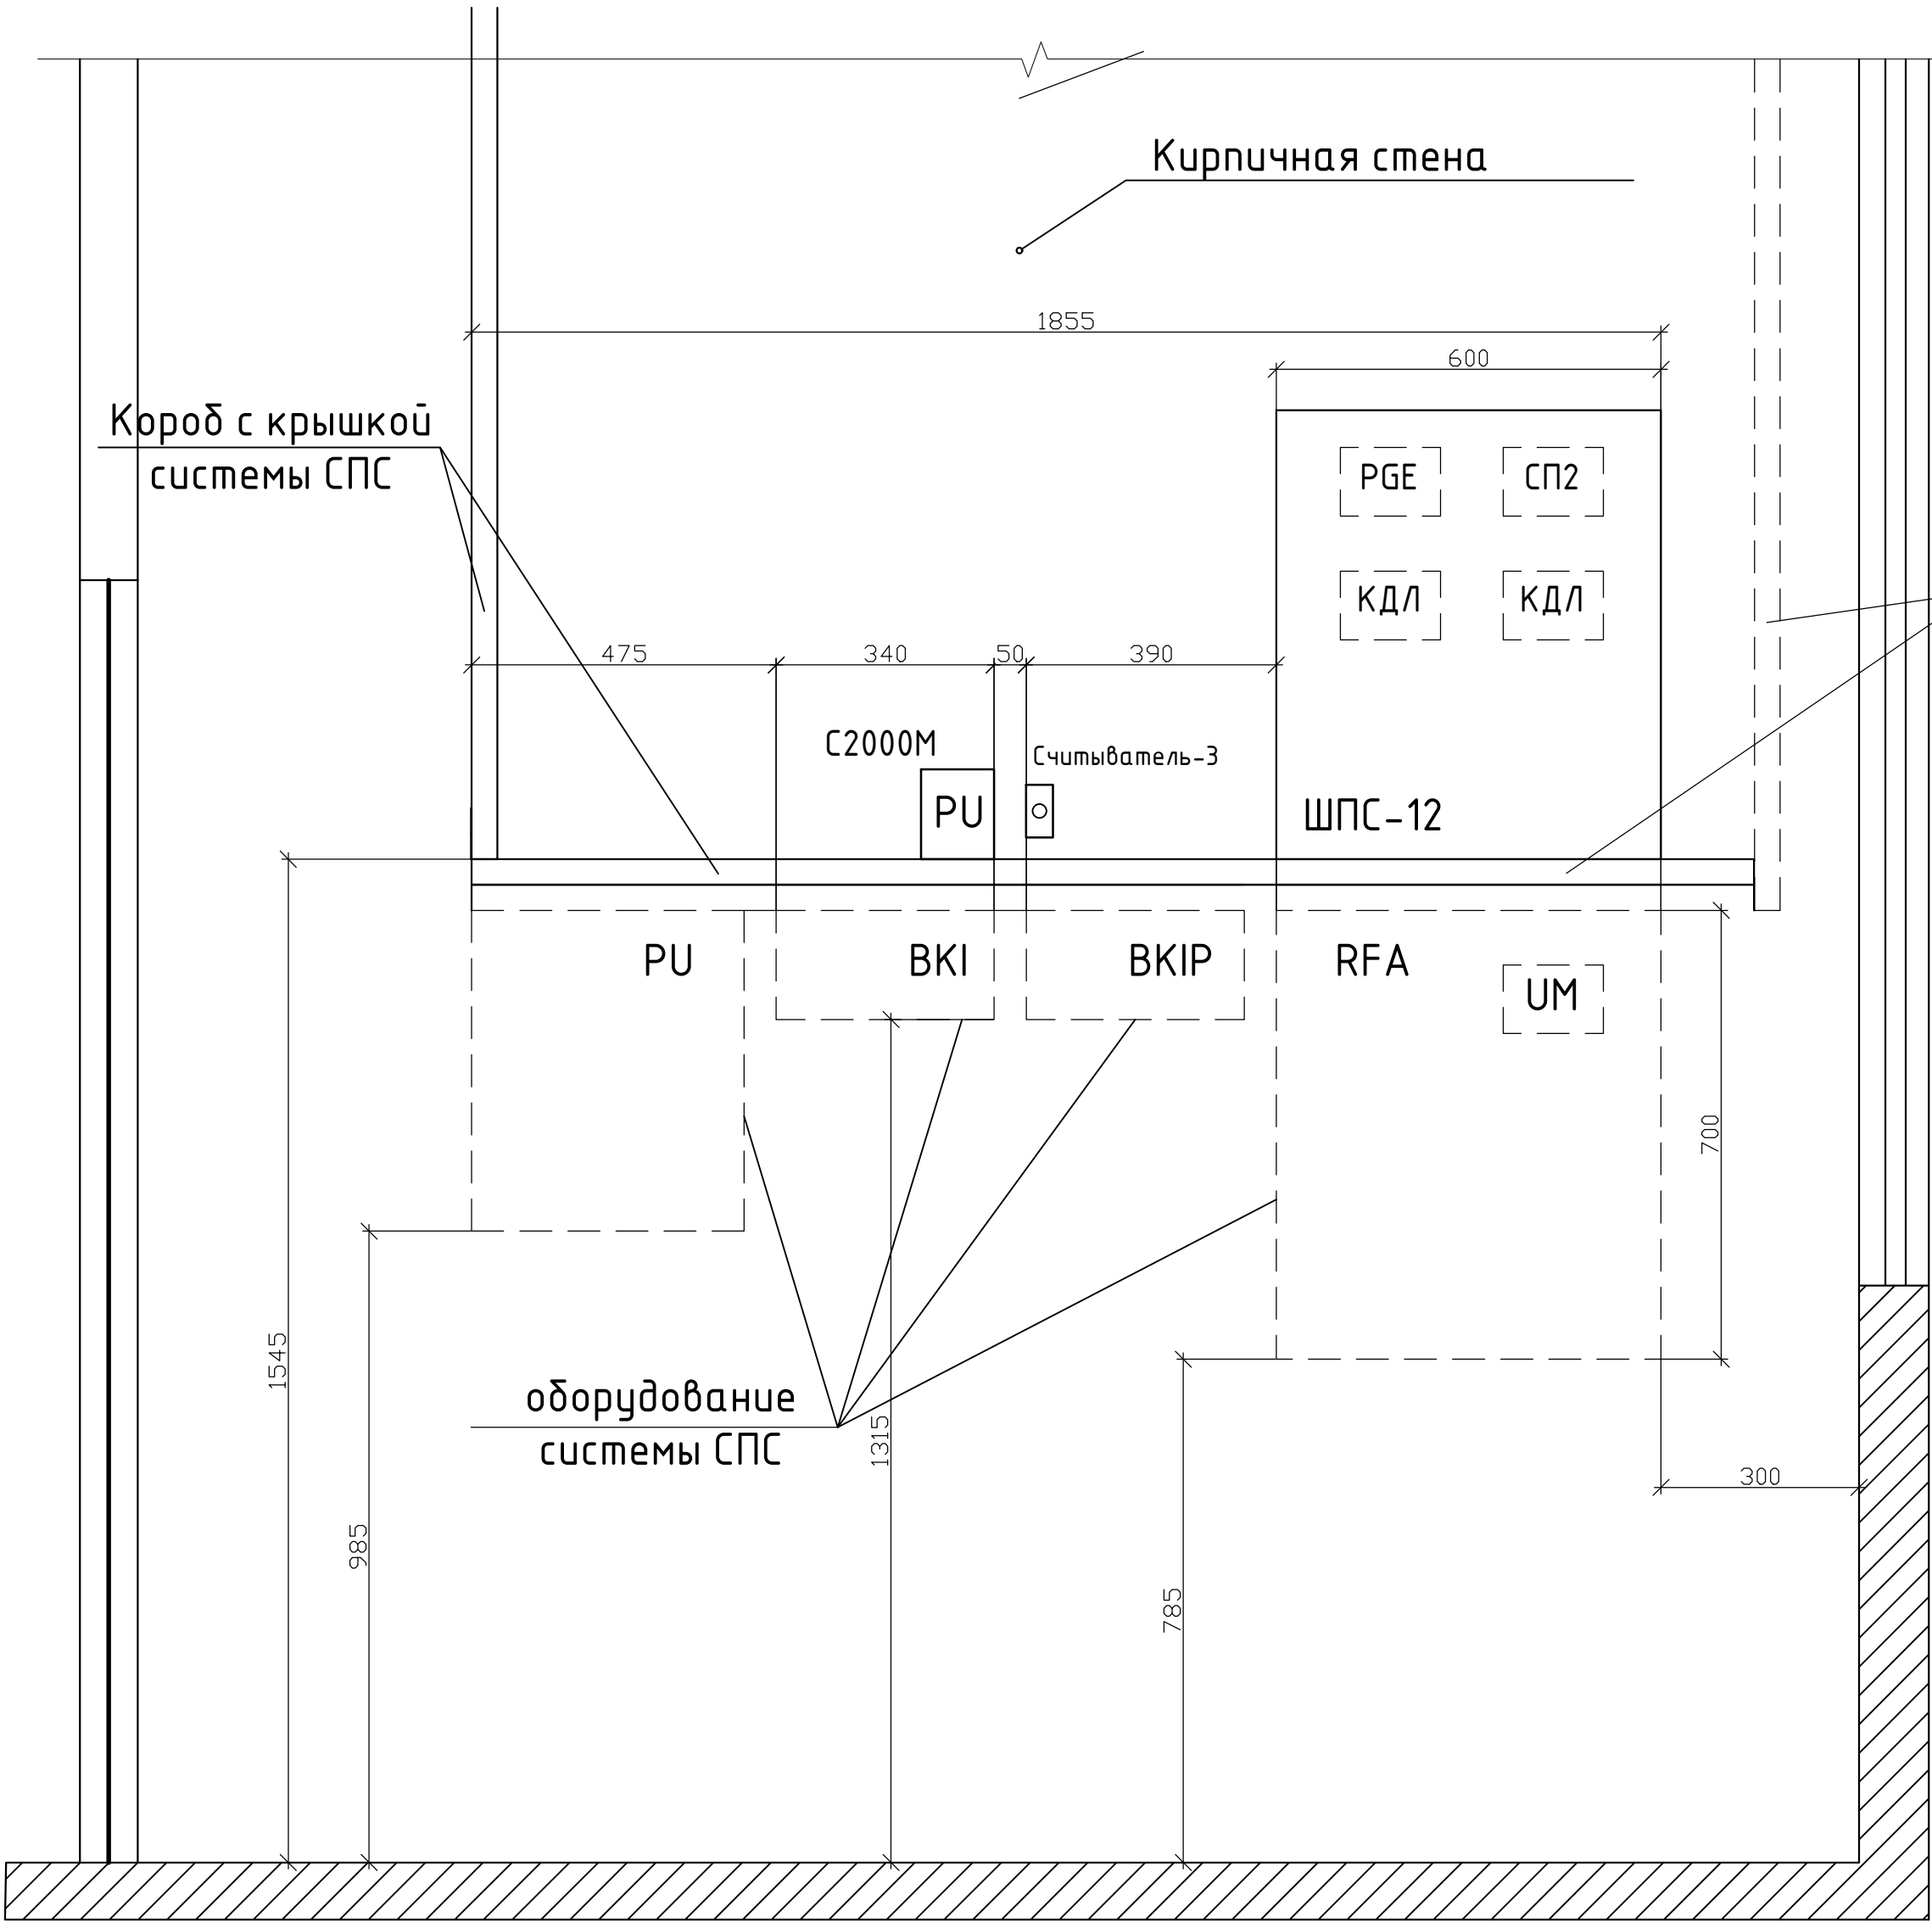 Кирпичная стена
1855
600
Короб с крышкой
системы СПС
PGE
СП2
КДЛ
КДЛ
475
340
50
390
С2000М
Считыватель-3
PU
ШПС-12
PU
BKI
BKIP
RFA
UM
700
1545
оборудование
системы СПС
1315
300
985
785